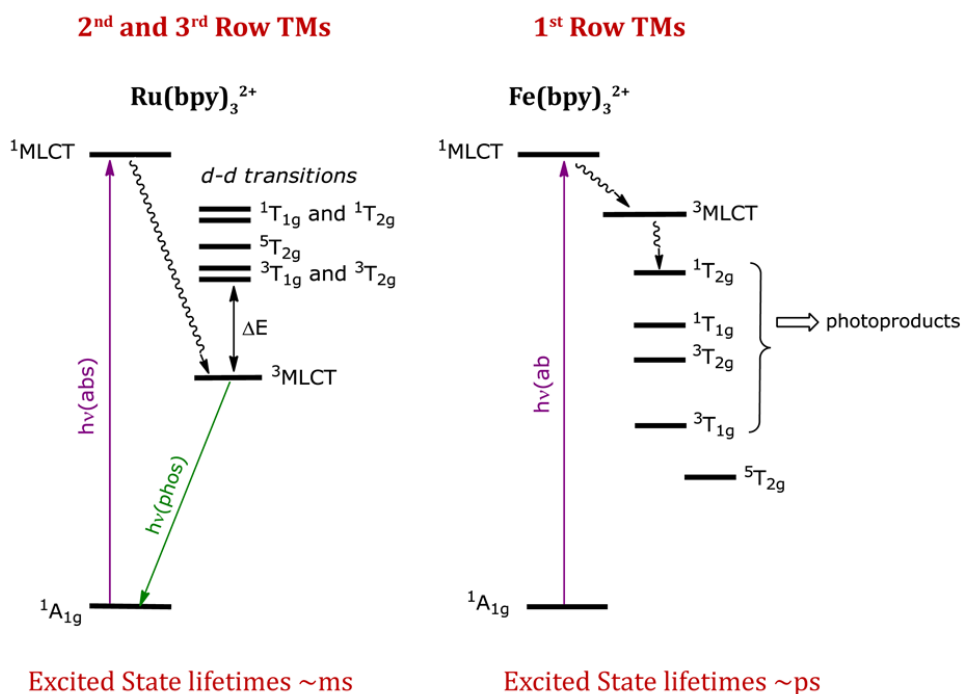 2nd and 3rd Row TMs
Ru(bpy)₃²⁺
¹MLCT
d-d transitions
¹T₁g and ¹T₂g
⁵T₂g
³T₁g and ³T₂g
ΔE
³MLCT
hν(abs)
hν(phos)
¹A₁g
Excited State lifetimes ~ms
1st Row TMs
Fe(bpy)₃²⁺
¹MLCT
³MLCT
¹T₂g
¹T₁g
photoproducts
³T₂g
³T₁g
⁵T₂g
hν(ab
¹A₁g
Excited State lifetimes ~ps